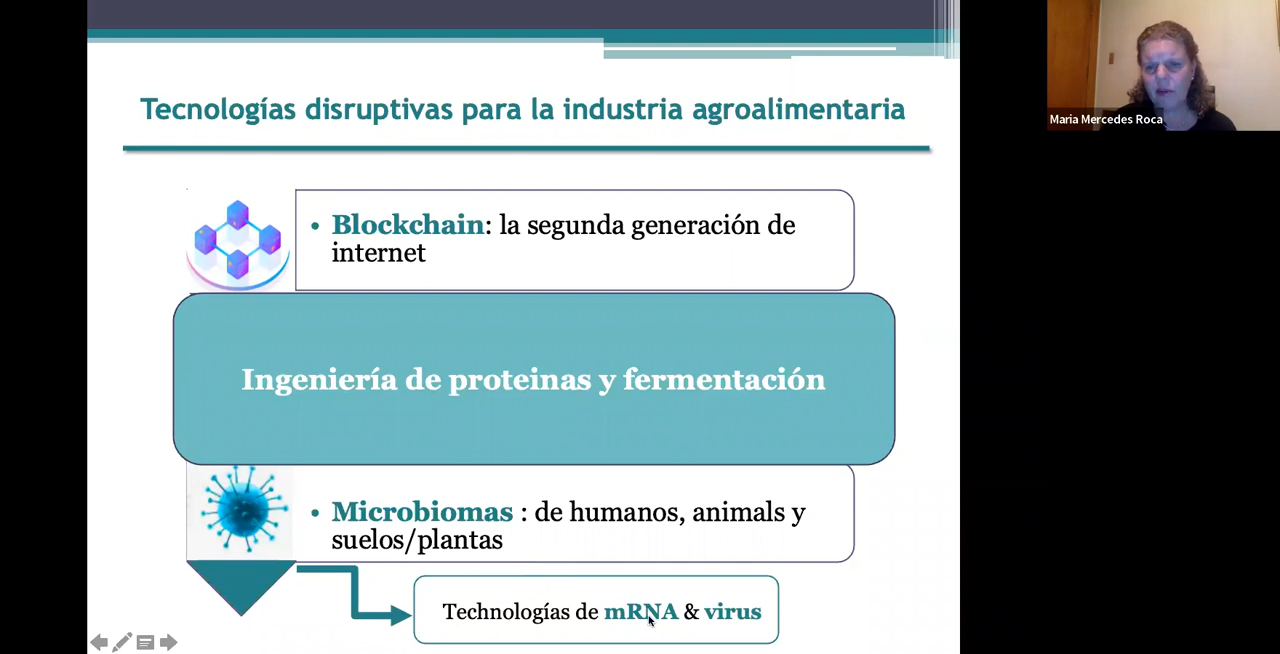 Tecnologías disruptivas para la industria agroalimentaria
Maria Mercedes Roca
• Blockchain: la segunda generación de
internet
Ingeniería de proteinas y fermentación
• Microbiomas : de humanos, animals y
suelos/plantas
Technologías de mRNA & virus